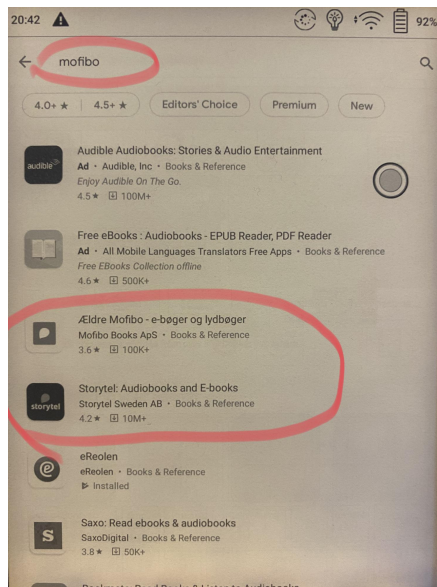 20:42 92%
mofibo
4.0+ ★ 4.5+ ★ Editors' Choice Premium New
audible
Audible Audiobooks: Stories & Audio Entertainment
Ad • Audible, Inc • Books & Reference
Enjoy Audible On The Go.
4.5★ 100M+
Free eBooks : Audiobooks - EPUB Reader, PDF Reader
Ad • All Mobile Languages Translators Free Apps • Books & Reference
Free EBooks Collection offline
4.6★ 500K+
Ældre Mofibo - e-bøger og lydbøger
Mofibo Books ApS • Books & Reference
3.6★ 100K+
storytel
Storytel: Audiobooks and E-books
Storytel Sweden AB • Books & Reference
4.2★ 10M+
e
eReolen
eReolen • Books & Reference
Installed
S
Saxo: Read ebooks & audiobooks
SaxoDigital • Books & Reference
3.8★ 50K+